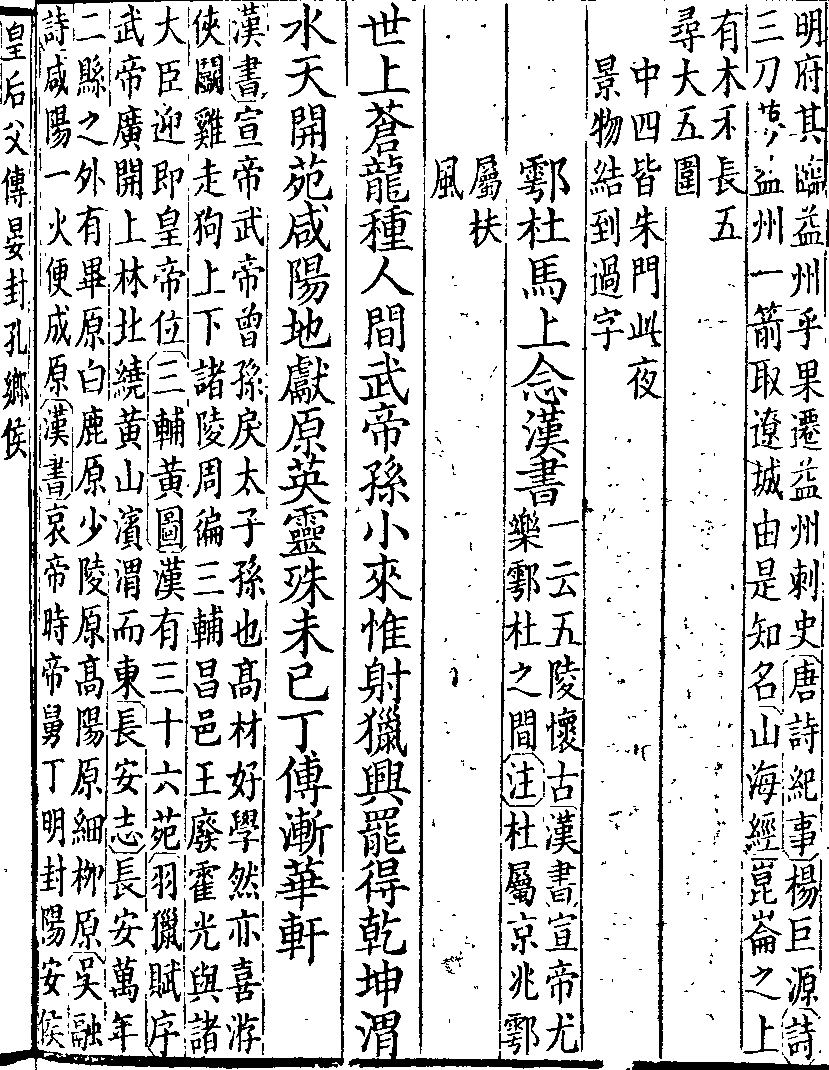 明府其臨益州乎果遷益州刺史唐詩紀事楊巨源詩
三刀夢益州一箭取遼城由是知名山海經崑崙之上
有木禾長五
尋大五圍
中四皆朱門此夜
景物結到過字
鄠杜馬上念漢書
一云五陵懷古漢書宣帝尤
樂鄠杜之間注杜屬京兆鄠
屬扶
風
世上蒼龍種人間武帝孫小來惟射獵興罷得乾坤渭
水天開苑咸陽地獻原英靈殊未已丁傅漸華軒
漢書宣帝武帝曾孫戾太子孫也高材好學然亦喜游
俠鬭雞走狗上下諸陵周徧三輔昌邑王廢霍光與諸
大臣迎即皇帝位三輔黃圖漢有三十六苑羽獵賦序
武帝廣開上林北繞黃山濱渭而東長安志長安萬年
二縣之外有畢原白鹿原少陵原高陽原細柳原吳融
詩咸陽一火便成原漢書哀帝時帝舅丁明封陽安侯
皇后父傅晏封孔鄉侯